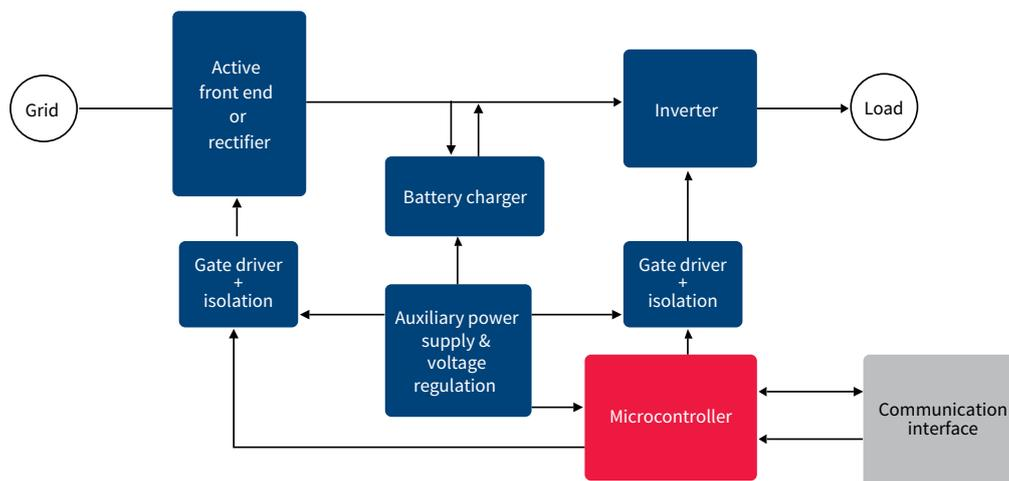 Grid
Active
front end
or
rectifier
Inverter
Load
Battery charger
Gate driver
+
isolation
Auxiliary power
supply &
voltage
regulation
Gate driver
+
isolation
Microcontroller
Communication
interface